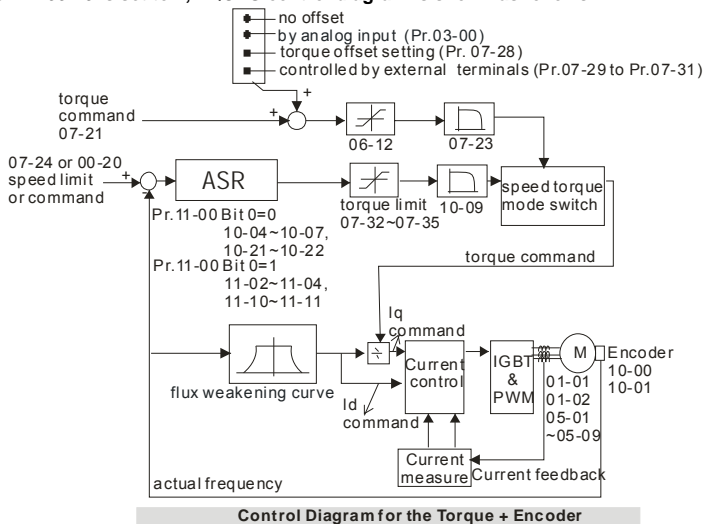 no offset
by analog input (Pr.03-00)
torque offset setting (Pr. 07-28)
controlled by external terminals (Pr.07-29 to Pr.07-31)
+
torque
command
07-21
+
06-12
07-23
07-24 or 00-20
speed limit
or command
+
-
ASR
torque limit
07-32~07-35
10-09
speed torque
mode switch
Pr.11-00 Bit 0=0
10-04~10-07,
10-21~10-22
Pr.11-00 Bit 0=1
11-02~11-04,
11-10~11-11
torque command
Iq
command
÷
Current
control
IGBT
&
PWM
M
Encoder
10-00
10-01
01-01
01-02
05-01
~05-09
flux weakening curve
Id
command
Current
measure
Current feedback
actual frequency
Control Diagram for the Torque + Encoder